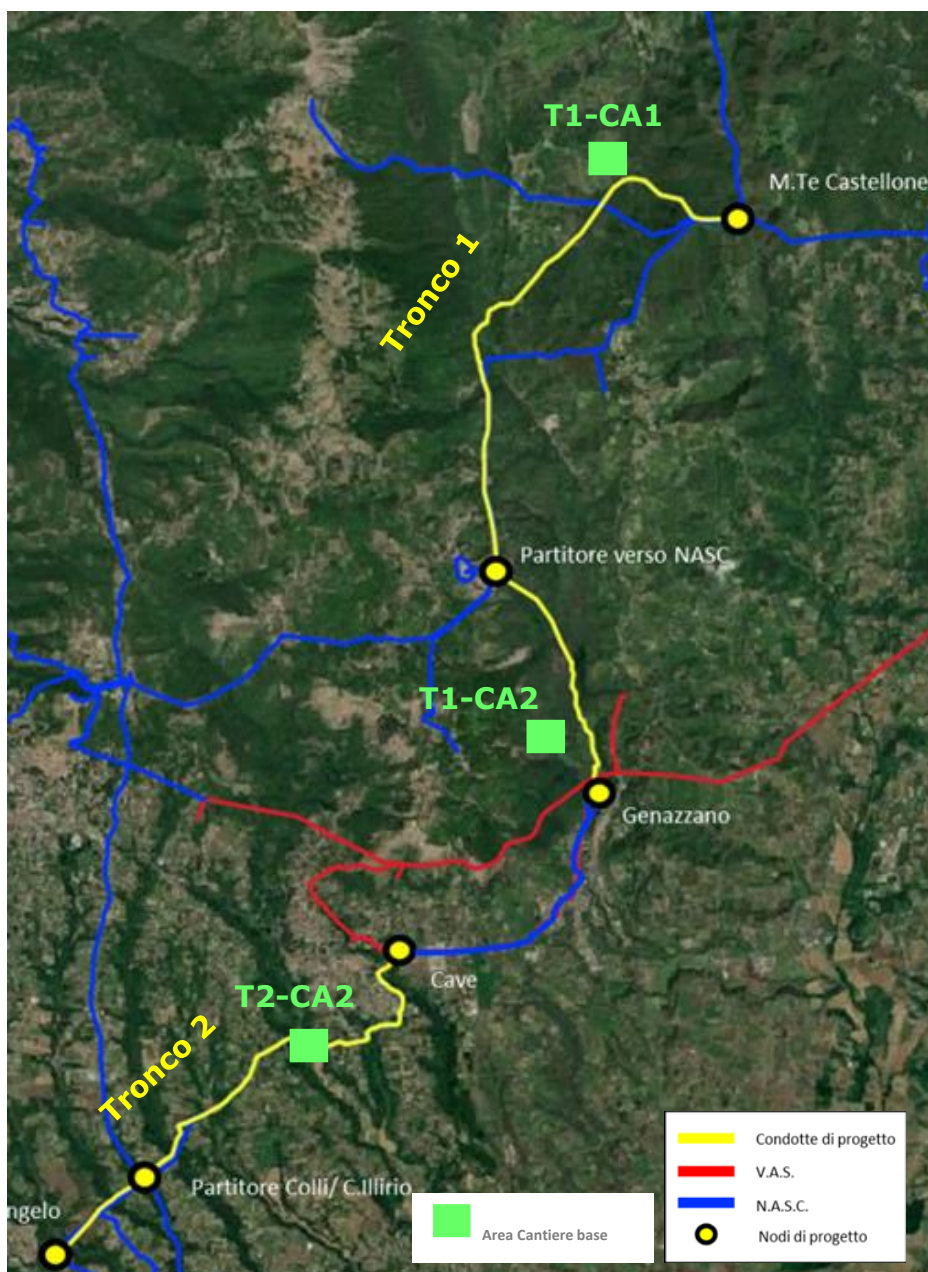 T1-CA1
M.Te Castellone
Tronco 1
Partitore verso NASC
T1-CA2
Genazzano
Cave
T2-CA2
Tronco 2
Partitore Colli/ C.Illirio
ngelo
Condotte di progetto
V.A.S.
N.A.S.C.
Nodi di progetto
Area Cantiere base